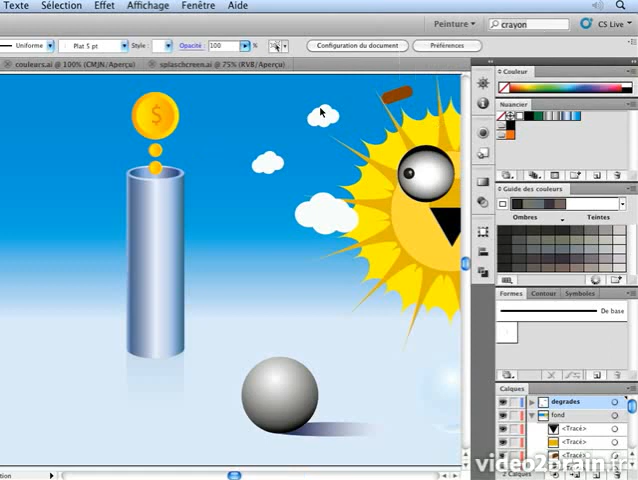 Texte Sélection Effet Affichage Fenêtre Aide
Peinture crayon CS Live
Uniforme Plat 5 pt Style : Opacité : 100 % Configuration du document Préférences
couleurs.ai @ 100% (CMJN/Aperçu) splaschcreen.ai @ 75% (RVB/Aperçu)
Couleur
Nuancier
$
Guide des couleurs
Ombres Teintes
Formes Contour Symboles
De base
Calques
degrades
fond
<Tracé>
<Tracé>
<Tracé>
2 Calques
video2brain.fr